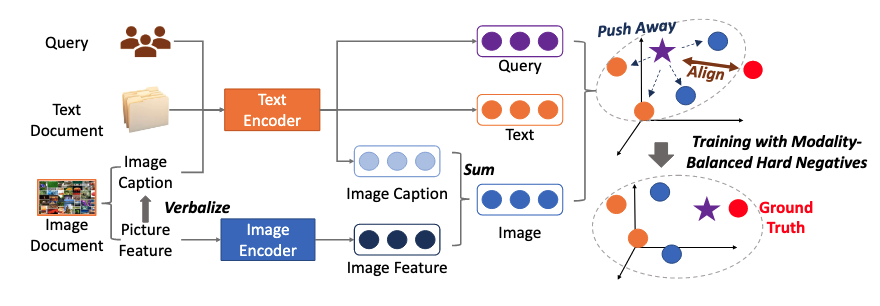 Query
Text
Document
Image
Document
Image
Caption
Verbalize
Picture
Feature
Text
Encoder
Image
Encoder
Query
Text
Image Caption
Sum
Image
Image Feature
Push Away
Align
Training with Modality-
Balanced Hard Negatives
Ground
Truth